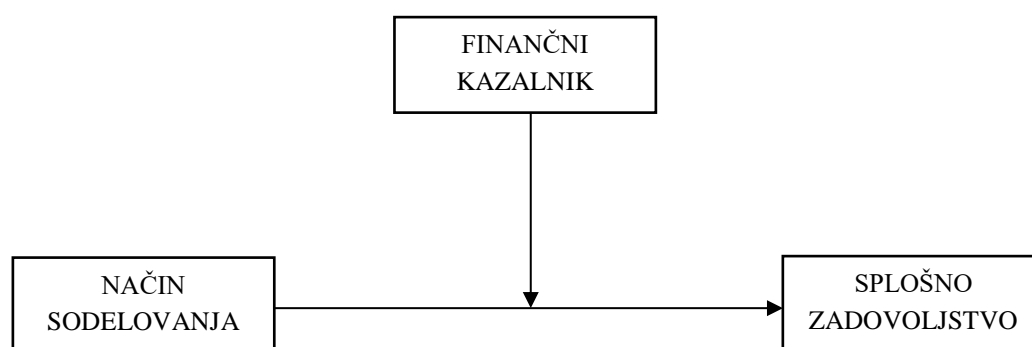 FINANČNI
KAZALNIK
NAČIN
SODELOVANJA
SPLOŠNO
ZADOVOLJSTVO